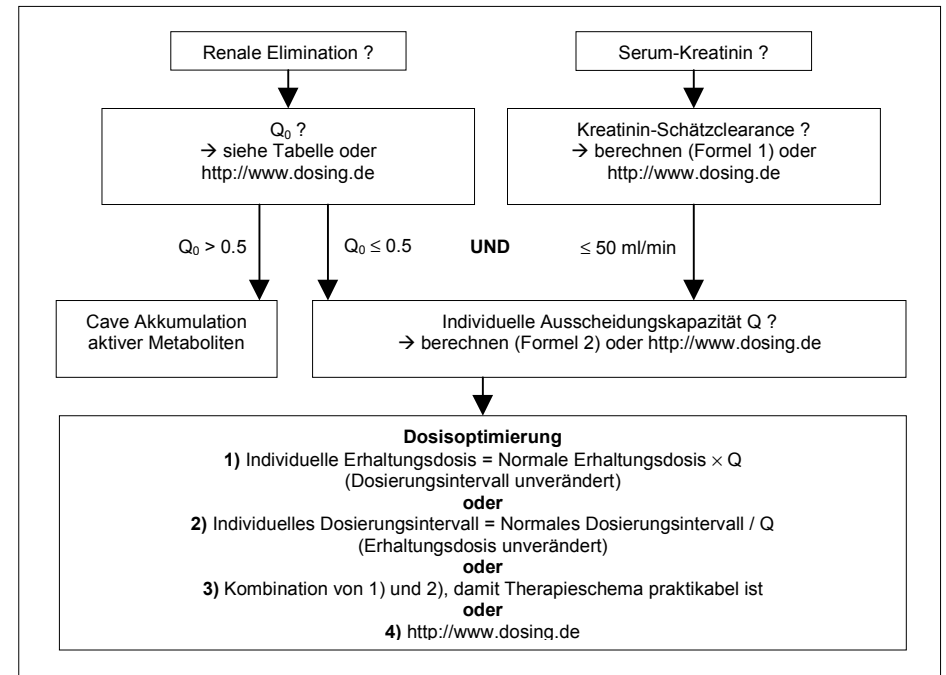 Renale Elimination ?
Serum-Kreatinin ?
Q₀ ?
→ siehe Tabelle oder
http://www.dosing.de
Kreatinin-Schätzclearance ?
→ berechnen (Formel 1) oder
http://www.dosing.de
Q₀ > 0.5
Q₀ ≤ 0.5
UND
≤ 50 ml/min
Cave Akkumulation
aktiver Metaboliten
Individuelle Ausscheidungskapazität Q ?
→ berechnen (Formel 2) oder http://www.dosing.de
Dosisoptimierung
1) Individuelle Erhaltungsdosis = Normale Erhaltungsdosis × Q
(Dosierungsintervall unverändert)
oder
2) Individuelles Dosierungsintervall = Normales Dosierungsintervall / Q
(Erhaltungsdosis unverändert)
oder
3) Kombination von 1) und 2), damit Therapieschema praktikabel ist
oder
4) http://www.dosing.de